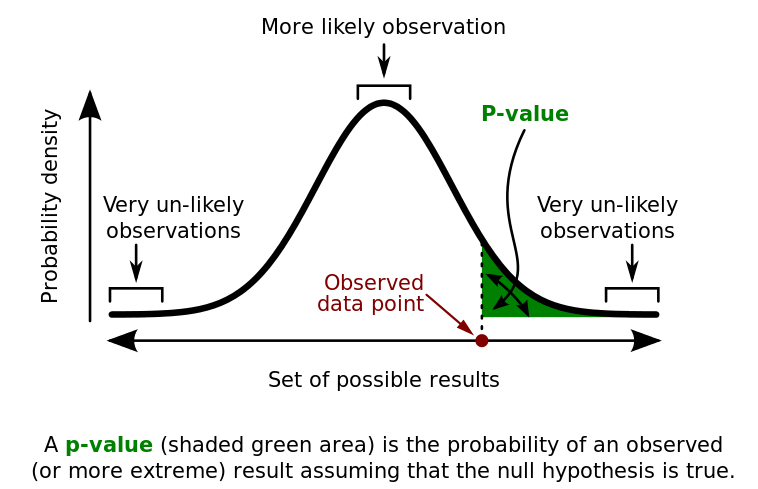 More likely observation
P-value
Probability density
Very un-likely
observations
Very un-likely
observations
Observed
data point
Set of possible results
A p-value (shaded green area) is the probability of an observed
(or more extreme) result assuming that the null hypothesis is true.